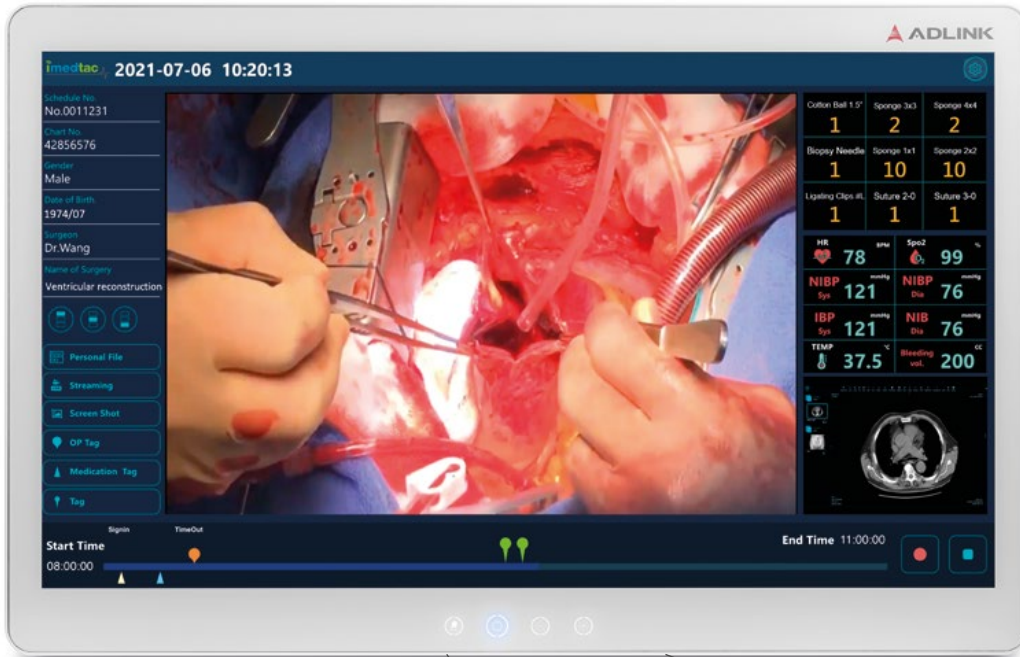 ADLINK
imedtac 2021-07-06 10:20:13
Schedule No.
No.0011231
Chart No.
42856576
Gender
Male
Date of Birth
1974/07
Surgeon
Dr.Wang
Name of Surgery
Ventricular reconstruction
Personal File
Streaming
Screen Shot
OP Tag
Medication Tag
Tag
Cotton Ball 1.5" Sponge 3x3 Sponge 4x4
1 2 2
Biopsy Needle Sponge 1x1 Sponge 2x2
1 10 10
Ligating Clips #L Suture 2-0 Suture 3-0
1 1 1
HR 78 BPM Spo2 99 %
NIBP Sys 121 mmHg NIBP Dia 76 mmHg
IBP Sys 121 mmHg NIB Dia 76 mmHg
TEMP 37.5 °C Bleeding vol. 200 cc
Signin TimeOut
Start Time
08:00:00
End Time 11:00:00